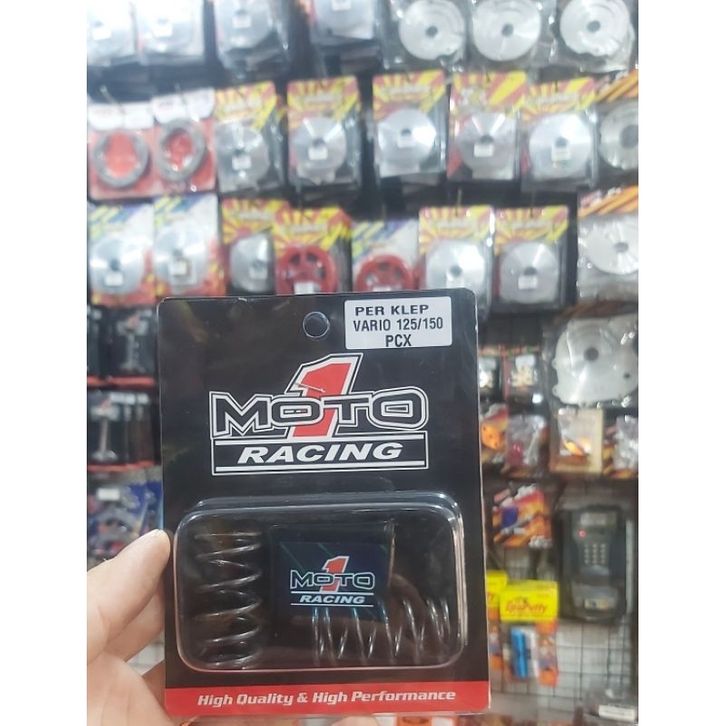 PER KLEP
VARIO 125/150
PCX
MOTO 1
RACING
MOTO 1
RACING
High Quality & High Performance